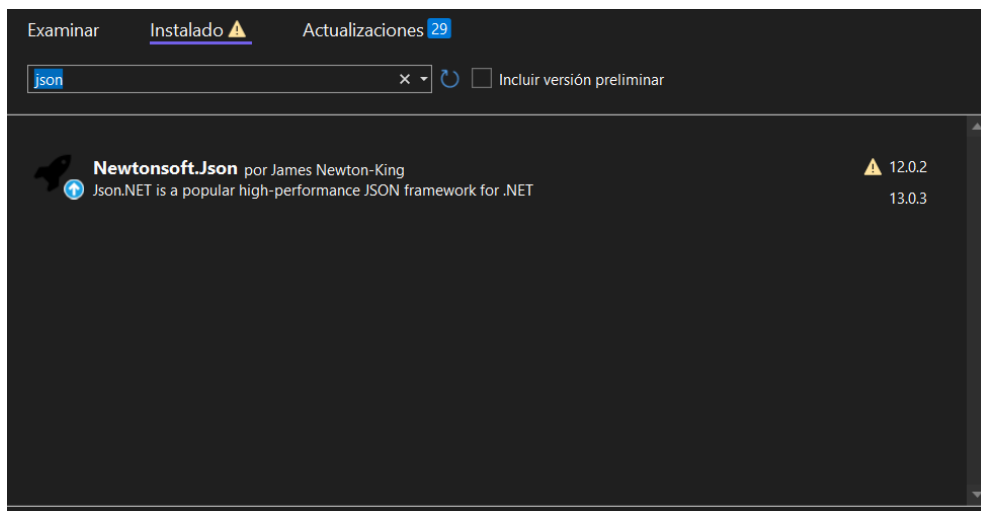 Examinar Instalado Actualizaciones 29
json Incluir versión preliminar
Newtonsoft.Json por James Newton-King 12.0.2
Json.NET is a popular high-performance JSON framework for .NET 13.0.3